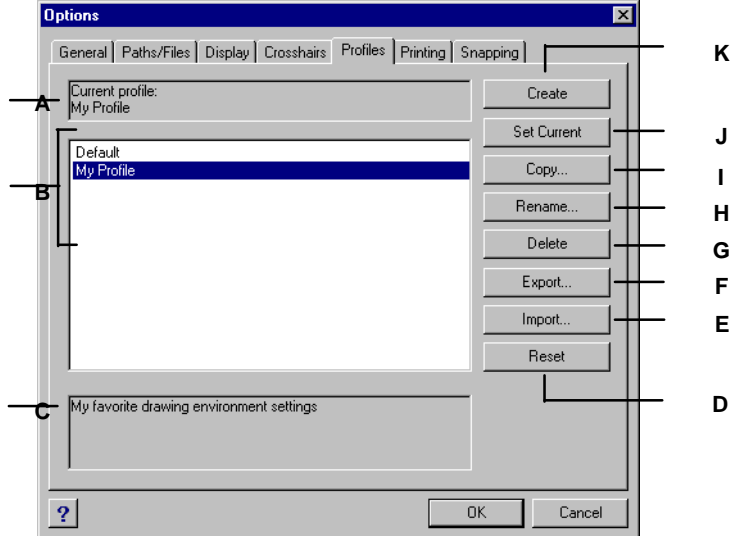 Options
General Paths/Files Display Crosshairs Profiles Printing Snapping
K
Current profile:
My Profile
A
Create
Set Current
J
Default
My Profile
B
Copy...
I
Rename...
H
Delete
G
Export...
F
Import...
E
Reset
D
My favorite drawing environment settings
C
?
OK
Cancel